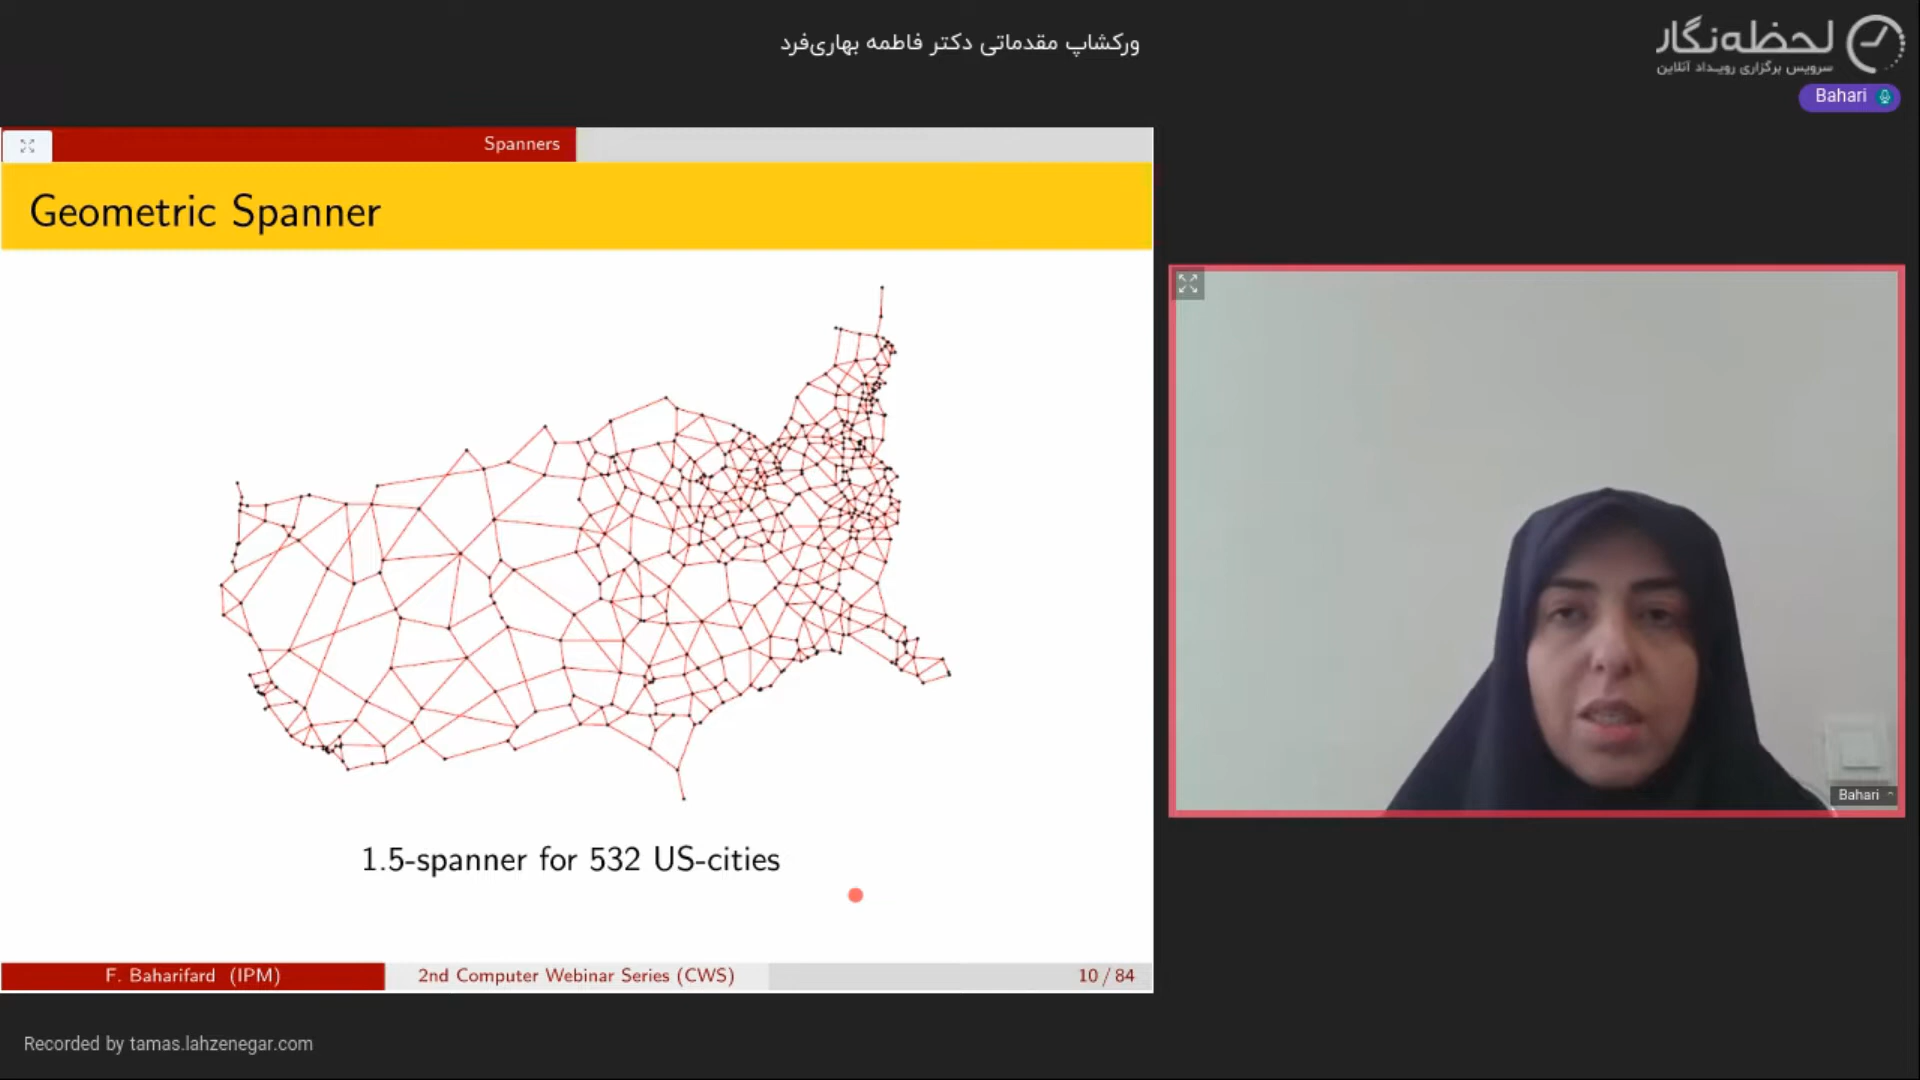 ورکشاپ مقدماتی دکتر فاطمه بهاری‌فرد
لحظه‌نگار
سرویس برگزاری رویداد آنلاین
Bahari
Spanners
Geometric Spanner
1.5-spanner for 532 US-cities
F. Baharifard (IPM)
2nd Computer Webinar Series (CWS)
10 / 84
Bahari
Recorded by tamas.lahzenegar.com